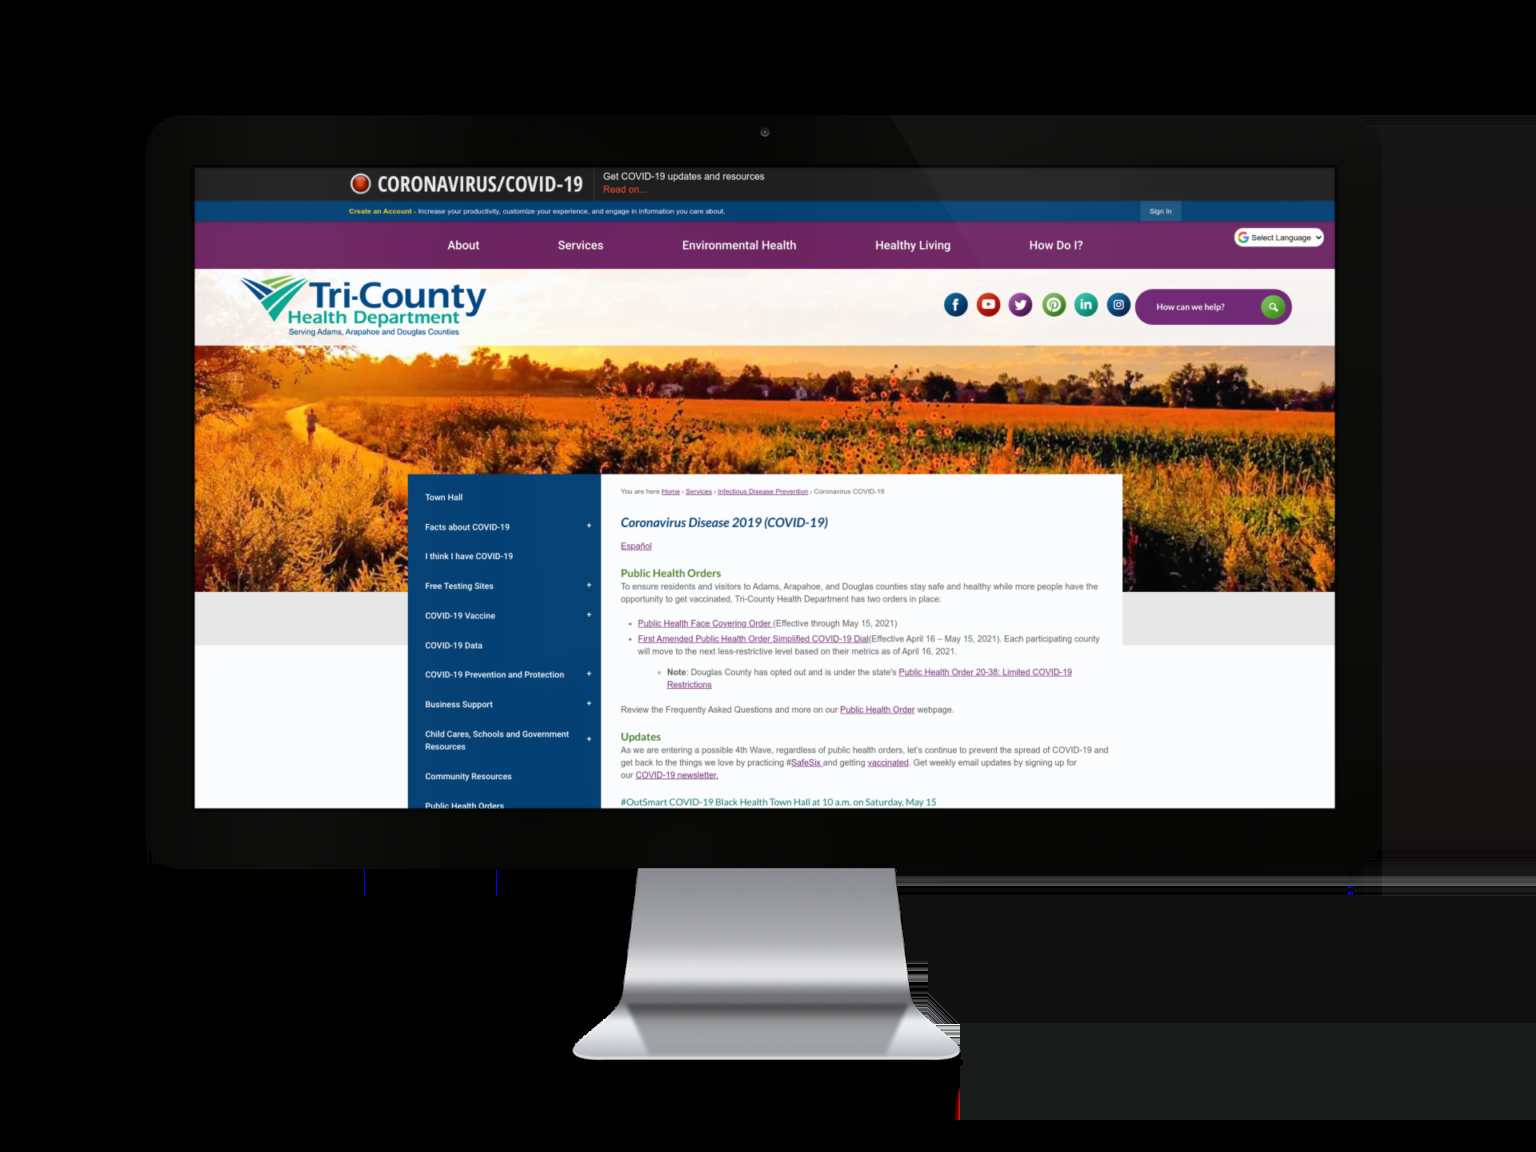 CORONAVIRUS/COVID-19
Get COVID-19 updates and resources
Read on...
Create an Account - Increase your productivity, customize your experience, and engage in information you care about.
Sign In
About
Services
Environmental Health
Healthy Living
How Do I?
Select Language
Tri-County
Health Department
Serving Adams, Arapahoe and Douglas Counties
How can we help?
Town Hall
Facts about COVID-19 +
I think I have COVID-19
Free Testing Sites +
COVID-19 Vaccine +
COVID-19 Data
COVID-19 Prevention and Protection +
Business Support +
Child Cares, Schools and Government +
Resources
Community Resources
Public Health Orders
You are here Home › Services › Infectious Disease Prevention › Coronavirus COVID-19
Coronavirus Disease 2019 (COVID-19)
Español
Public Health Orders
To ensure residents and visitors to Adams, Arapahoe, and Douglas counties stay safe and healthy while more people have the
opportunity to get vaccinated, Tri-County Health Department has two orders in place:
• Public Health Face Covering Order (Effective through May 15, 2021)
• First Amended Public Health Order Simplified COVID-19 Dial(Effective April 16 – May 15, 2021). Each participating county
will move to the next less-restrictive level based on their metrics as of April 16, 2021.
Note: Douglas County has opted out and is under the state's Public Health Order 20-38: Limited COVID-19
Restrictions
Review the Frequently Asked Questions and more on our Public Health Order webpage.
Updates
As we are entering a possible 4th Wave, regardless of public health orders, let's continue to prevent the spread of COVID-19 and
get back to the things we love by practicing #SafeSix and getting vaccinated. Get weekly email updates by signing up for
our COVID-19 newsletter.
#OutSmart COVID-19 Black Health Town Hall at 10 a.m. on Saturday, May 15